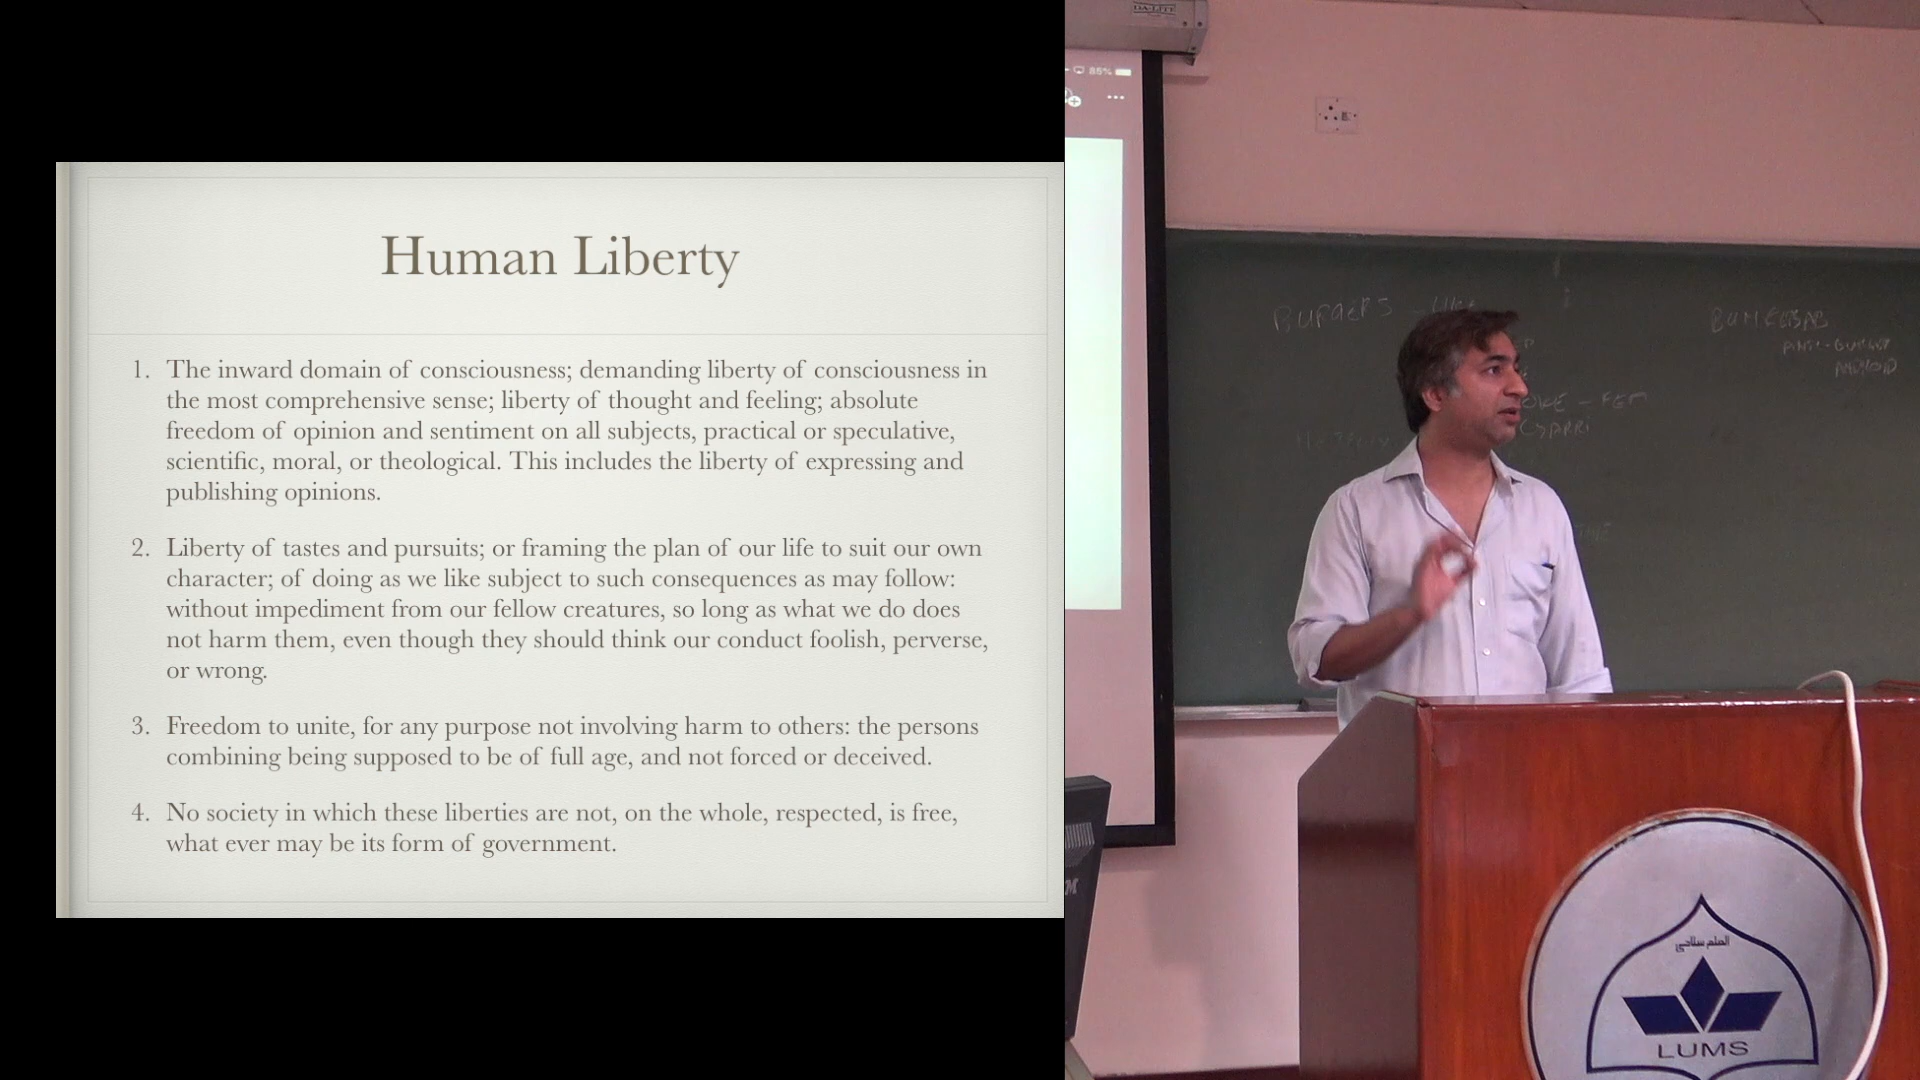 Human Liberty
1. The inward domain of consciousness; demanding liberty of consciousness in
the most comprehensive sense; liberty of thought and feeling; absolute
freedom of opinion and sentiment on all subjects, practical or speculative,
scientific, moral, or theological. This includes the liberty of expressing and
publishing opinions.
2. Liberty of tastes and pursuits; or framing the plan of our life to suit our own
character; of doing as we like subject to such consequences as may follow:
without impediment from our fellow creatures, so long as what we do does
not harm them, even though they should think our conduct foolish, perverse,
or wrong.
3. Freedom to unite, for any purpose not involving harm to others: the persons
combining being supposed to be of full age, and not forced or deceived.
4. No society in which these liberties are not, on the whole, respected, is free,
what ever may be its form of government.
DA-LITE
85%
BURGERS
LUMS